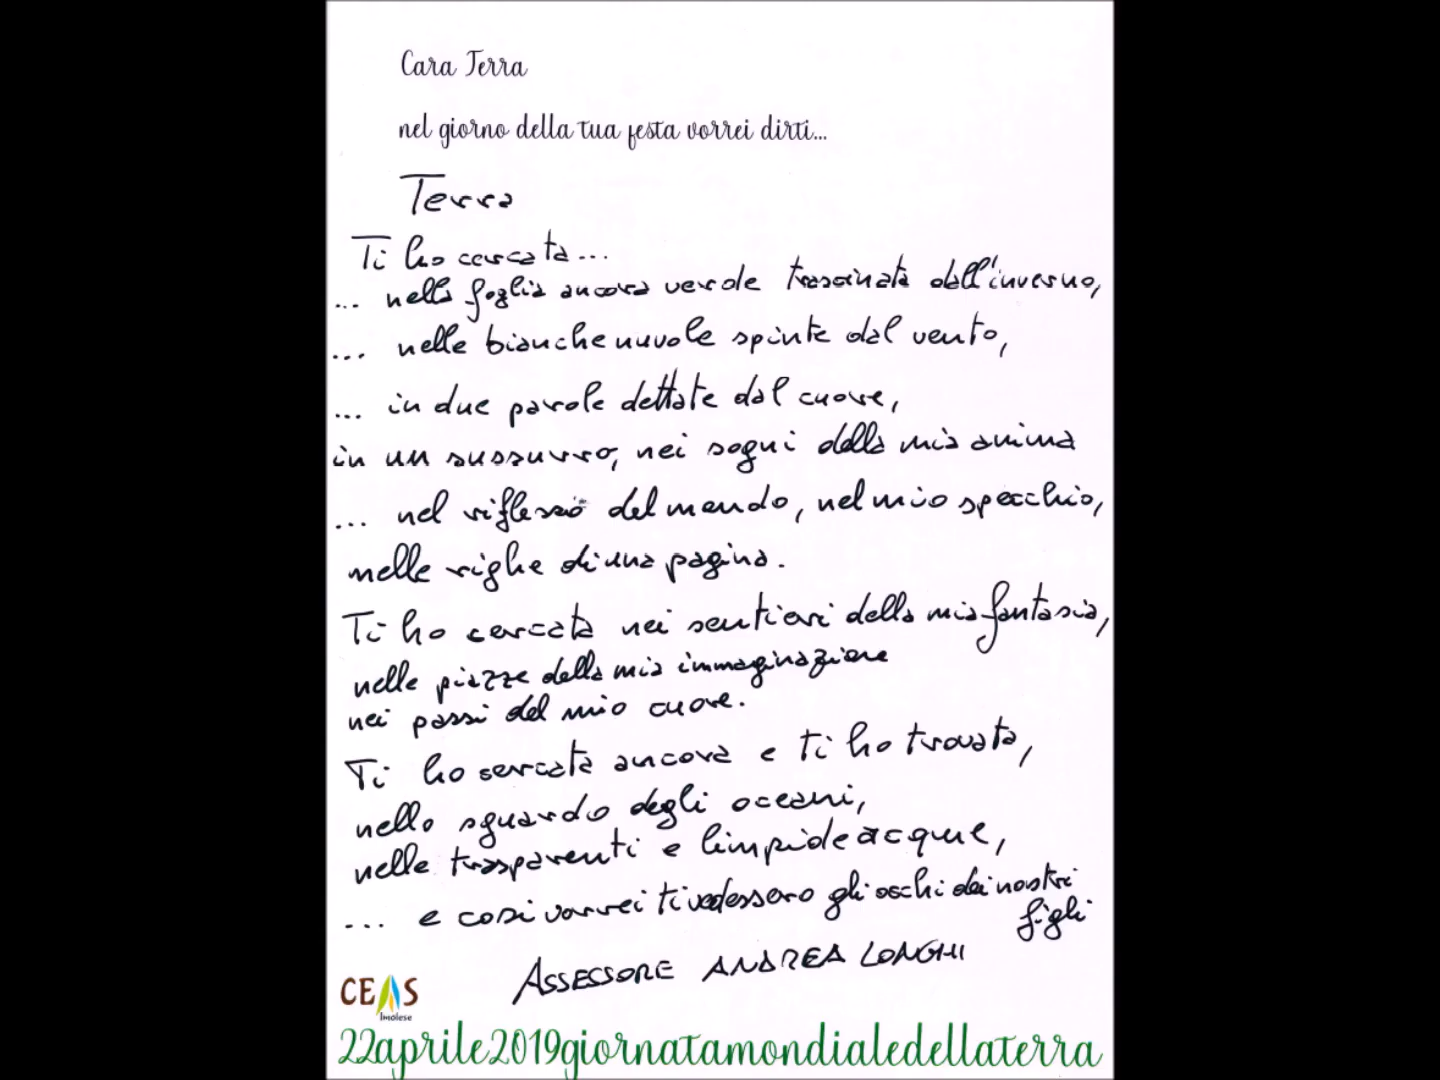 Cara Terra
nel giorno della tua festa vorrei dirti...
Terra
Ti ho cercata...
... nella foglia ancora verde trascinata dall'inverno,
... nelle bianche nuvole spinte dal vento,
... in due parole dettate dal cuore,
in un sussurro, nei sogni della mia anima
... nel riflesso del mondo, nel mio specchio,
nelle righe di una pagina.
Ti ho cercata nei sentieri della mia fantasia,
nelle piazze della mia immaginazione
nei passi del mio cuore.
Ti ho cercata ancora e ti ho trovata,
nello sguardo degli oceani,
nelle trasparenti e limpide acque,
... e così vorrei ti vedessero gli occhi dei nostri
figli
ASSESSORE ANDREA LONGHI
CEAS
Imolese
22aprile2019giornatamondialedellaterra